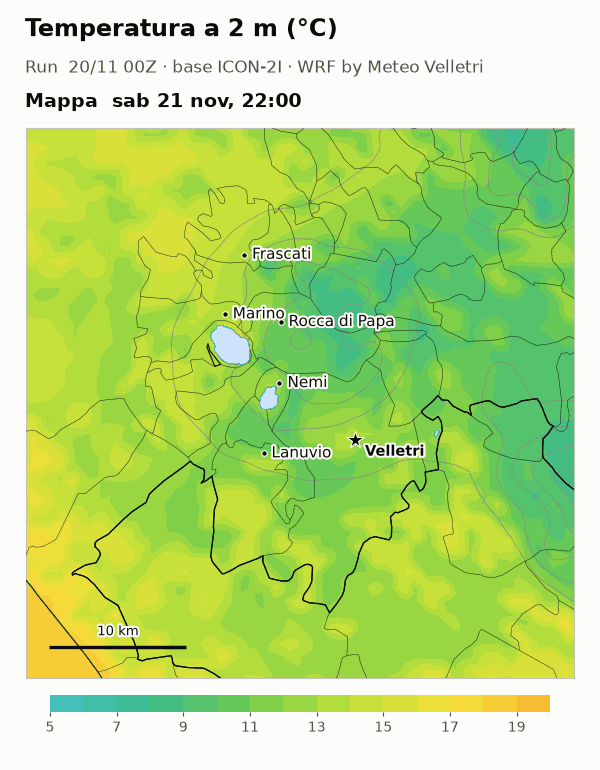 Temperatura a 2 m (°C)
Run  20/11 00Z · base ICON-2I · WRF by Meteo Velletri
Mappa  sab 21 nov, 22:00
Frascati
Marino
Rocca di Papa
Nemi
Velletri
Lanuvio
10 km
5 7 9 11 13 15 17 19